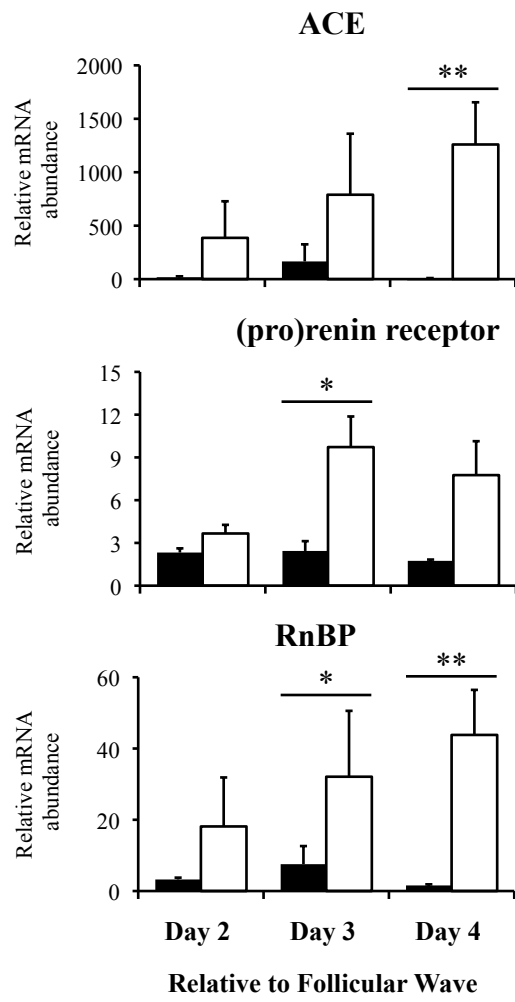 ACE
Relative mRNA
abundance
2000
1500
1000
500
0
**
(pro)renin receptor
Relative mRNA
abundance
15
12
9
6
3
0
*
RnBP
Relative mRNA
abundance
60
40
20
0
*
**
Day 2 Day 3 Day 4
Relative to Follicular Wave